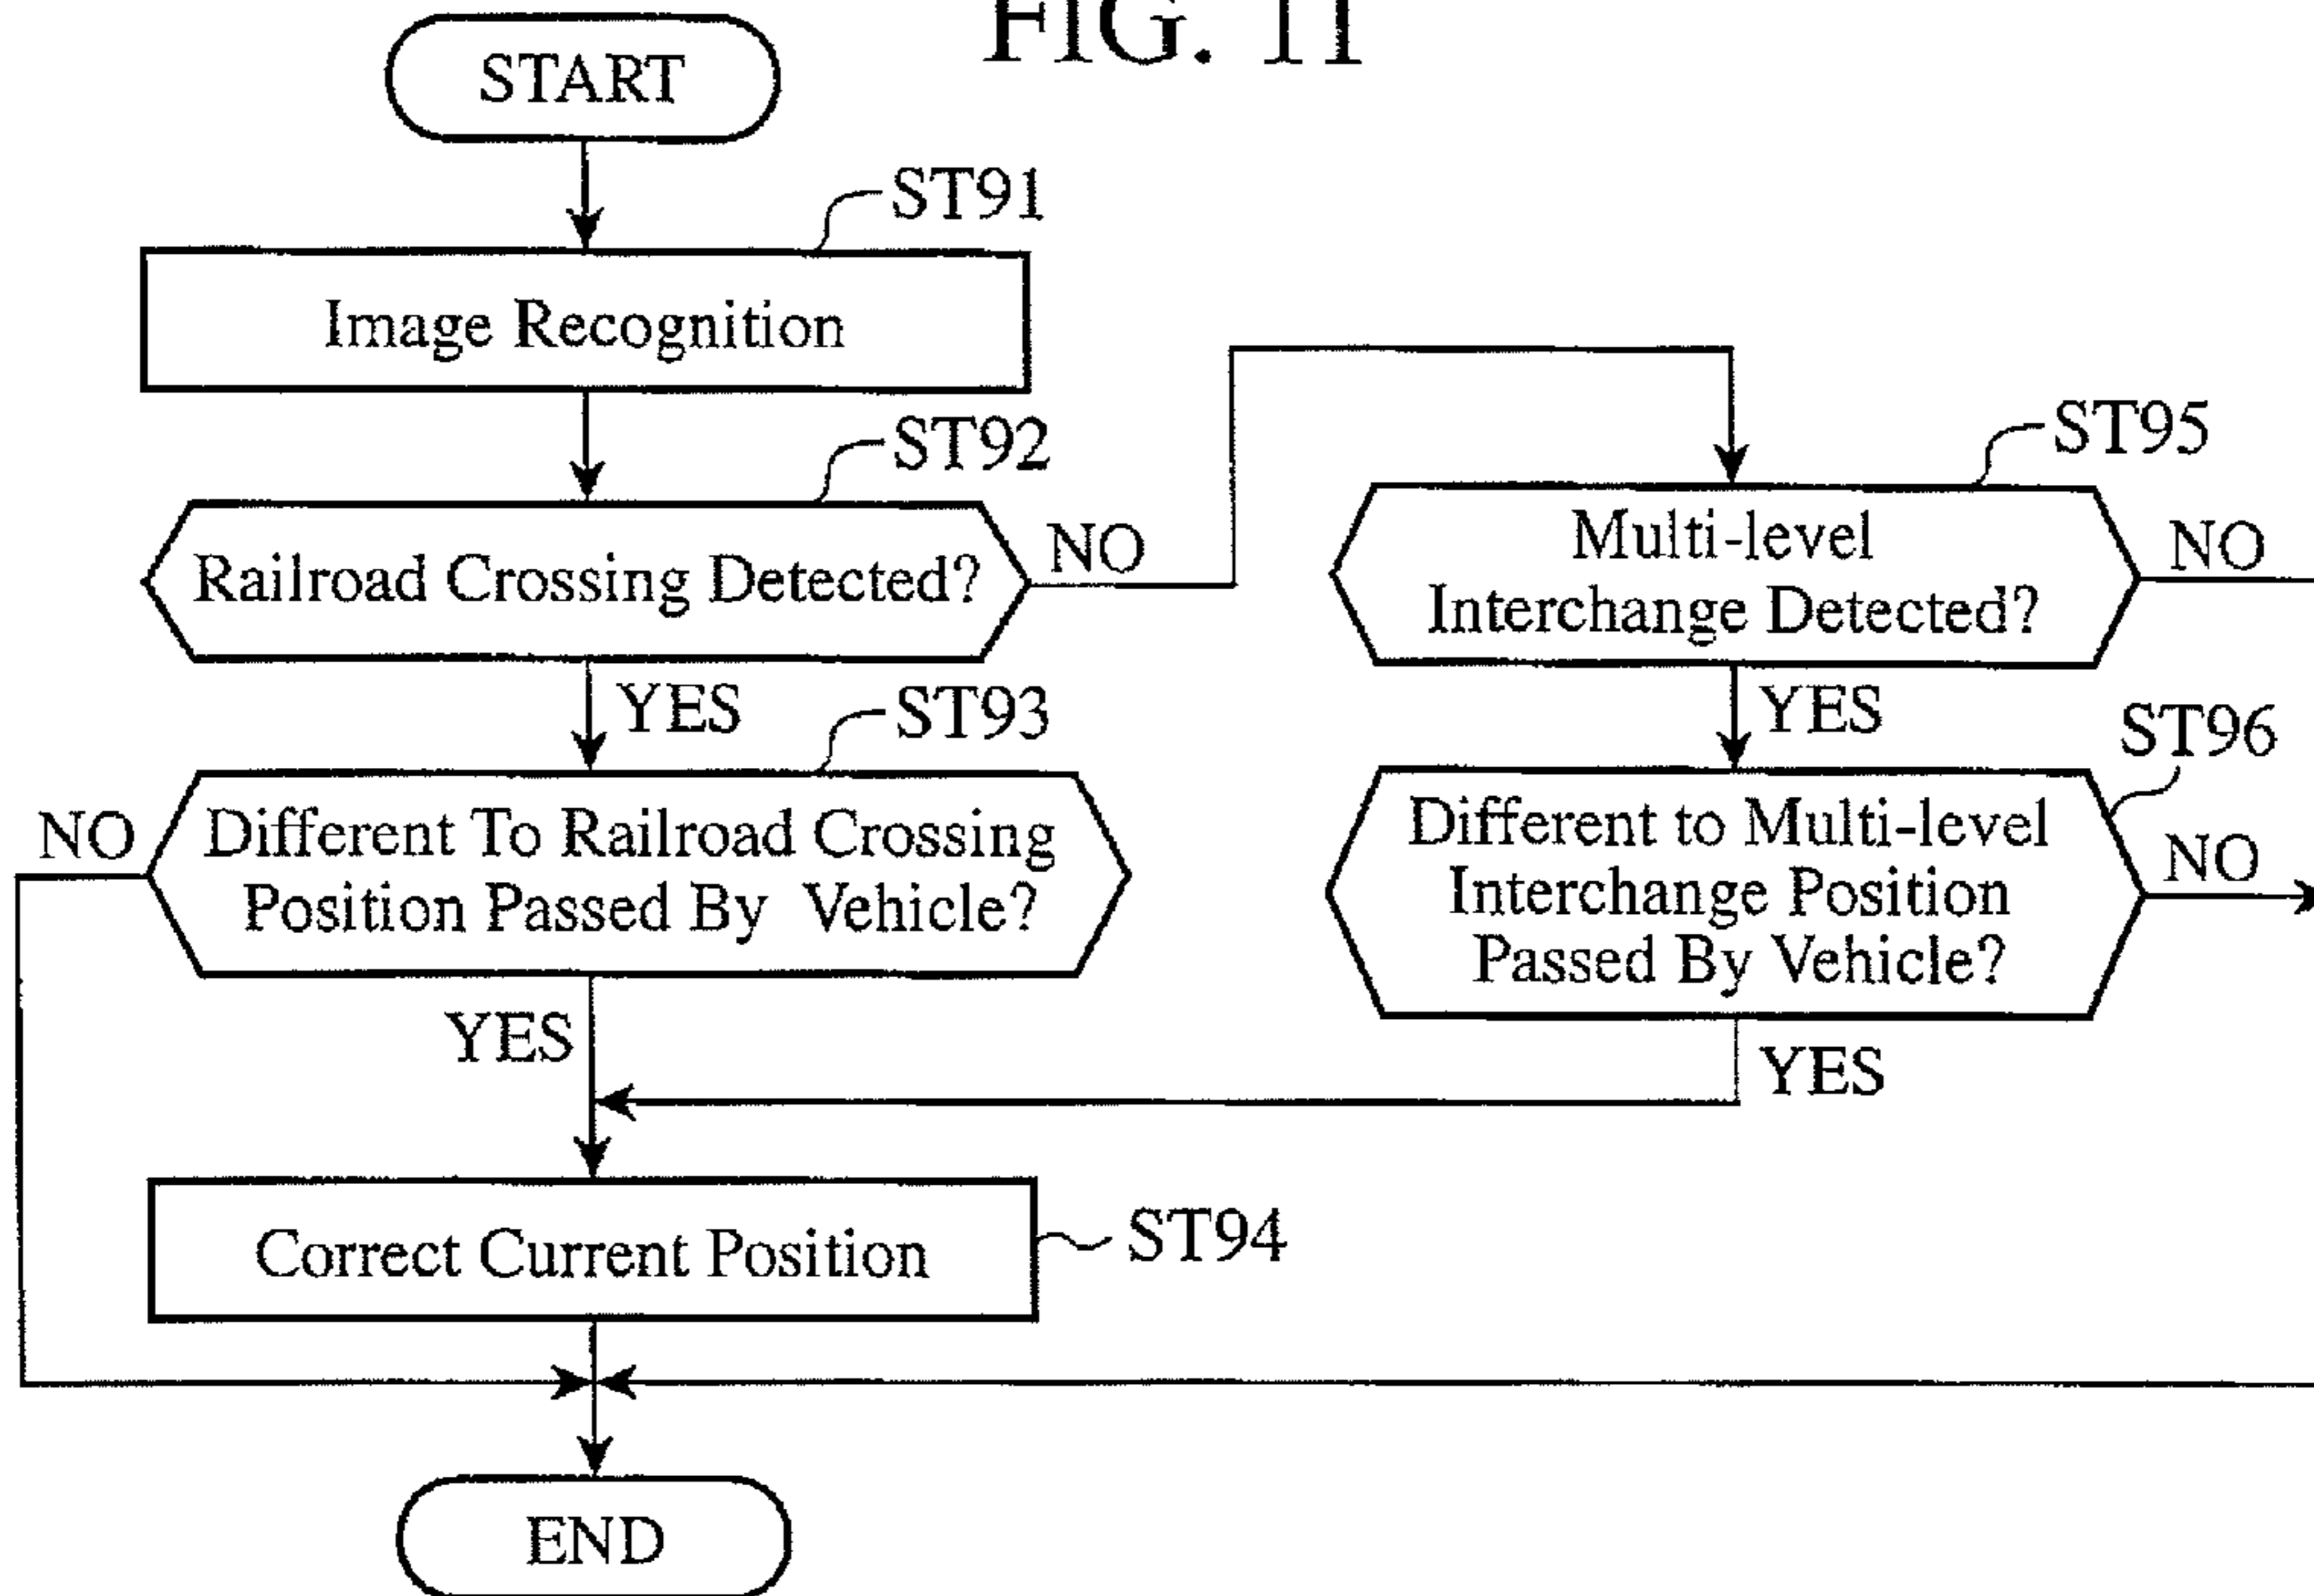 FIG. 11
START
ST91
Image Recognition
ST92
Railroad Crossing Detected?
NO
YES
ST93
Different To Railroad Crossing
Position Passed By Vehicle?
NO
YES
ST94
Correct Current Position
END
ST95
Multi-level
Interchange Detected?
NO
YES
ST96
Different to Multi-level
Interchange Position
Passed By Vehicle?
NO
YES